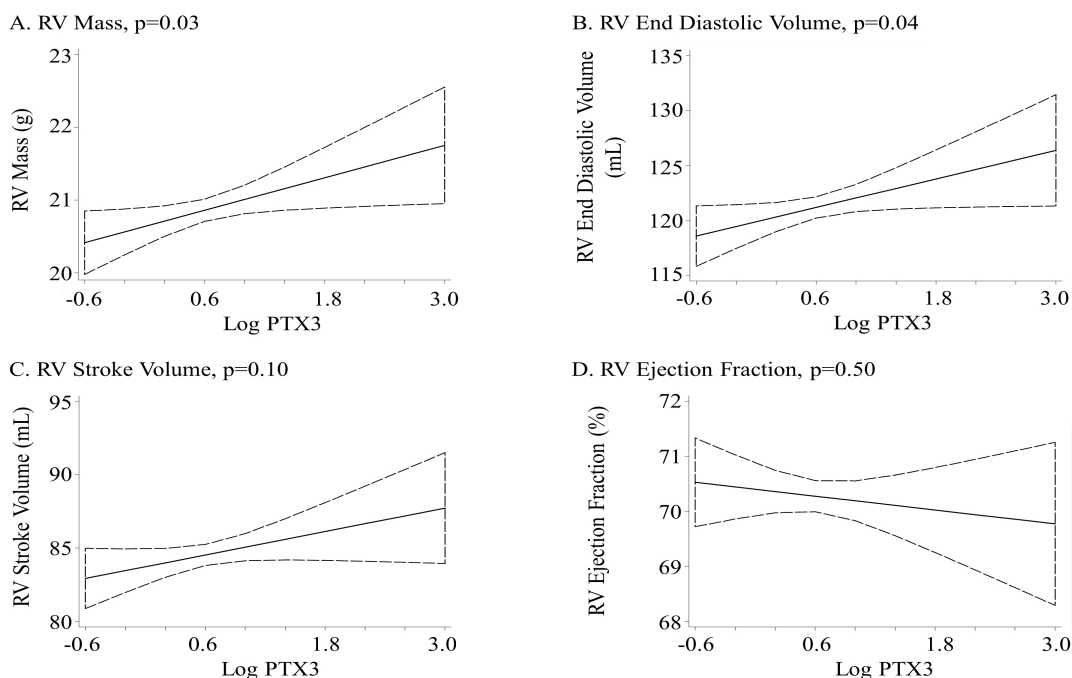 A. RV Mass, p=0.03
RV Mass (g)
23
22
21
20
-0.6 0.6 1.8 3.0
Log PTX3
B. RV End Diastolic Volume, p=0.04
RV End Diastolic Volume
(mL)
135
130
125
120
115
-0.6 0.6 1.8 3.0
Log PTX3
C. RV Stroke Volume, p=0.10
RV Stroke Volume (mL)
95
90
85
80
-0.6 0.6 1.8 3.0
Log PTX3
D. RV Ejection Fraction, p=0.50
RV Ejection Fraction (%)
72
71
70
69
68
-0.6 0.6 1.8 3.0
Log PTX3